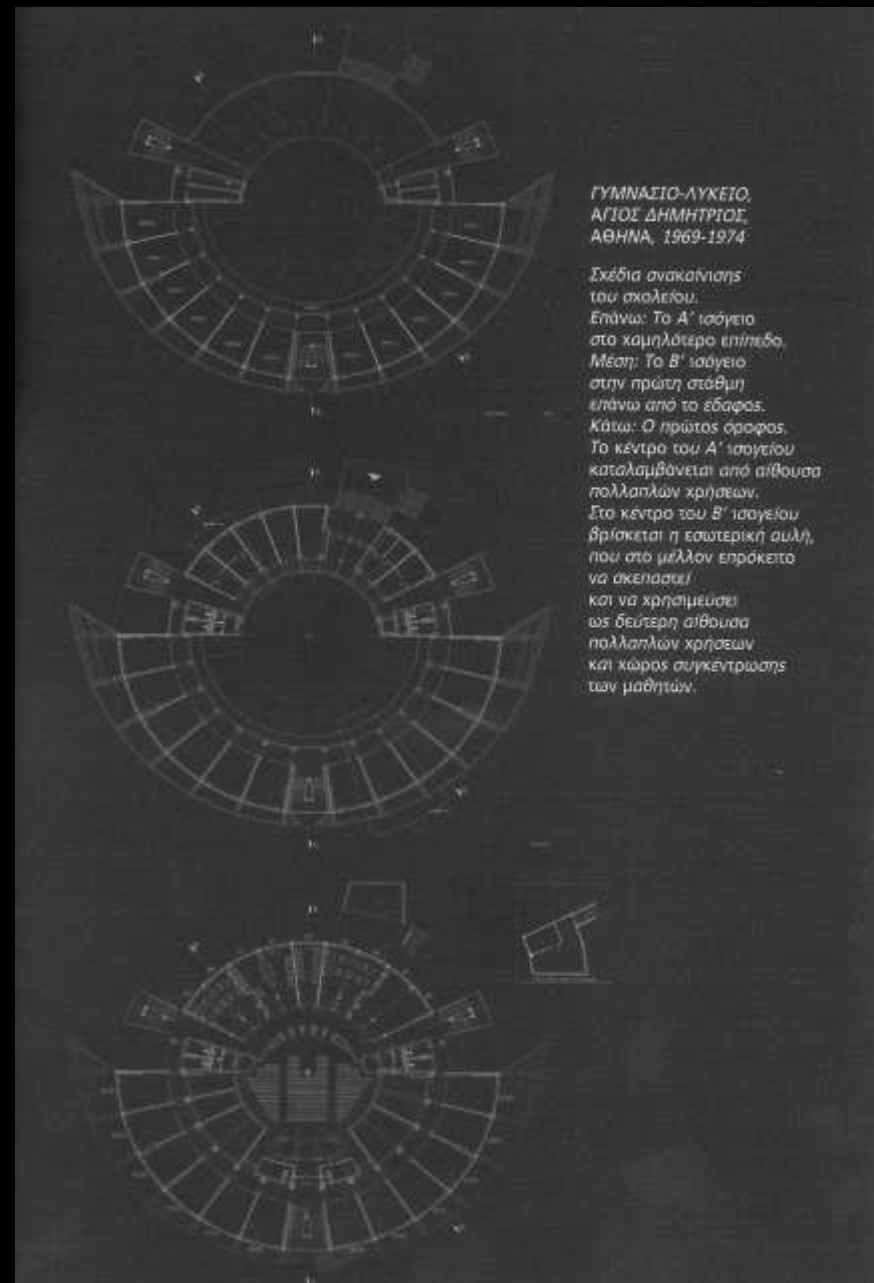 ΓΥΜΝΑΣΙΟ-ΛΥΚΕΙΟ,
ΑΓΙΟΣ ΔΗΜΗΤΡΙΟΣ,
ΑΘΗΝΑ, 1969-1974
Σχέδια ανακαίνισης
του σχολείου.
Επάνω: Το Α' ισόγειο
στο χαμηλότερο επίπεδο.
Μέση: Το Β' ισόγειο
στην πρώτη στάθμη
επάνω από το έδαφος.
Κάτω: Ο πρώτος όροφος.
Το κέντρο του Α' ισογείου
καταλαμβάνεται από αίθουσα
πολλαπλών χρήσεων.
Στο κέντρο του Β' ισογείου
βρίσκεται η εσωτερική αυλή,
που στο μέλλον επρόκειτο
να σκεπαστεί
και να χρησιμεύσει
ως δεύτερη αίθουσα
πολλαπλών χρήσεων
και χώρος συγκέντρωσης
των μαθητών.